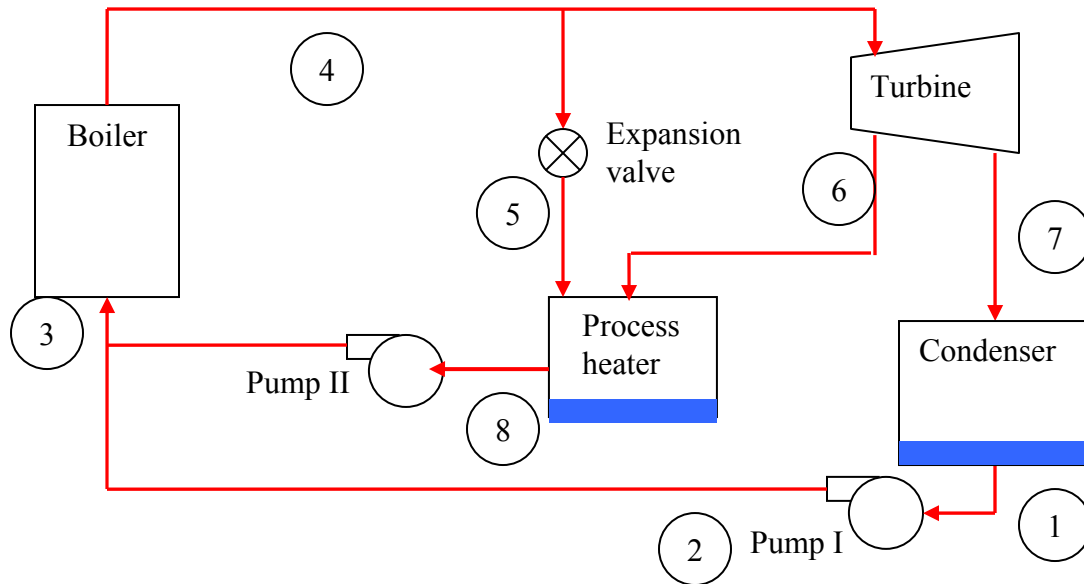 4
Turbine
Boiler
Expansion
valve
6
5
7
3
Process
heater
Condenser
Pump II
8
1
2
Pump I